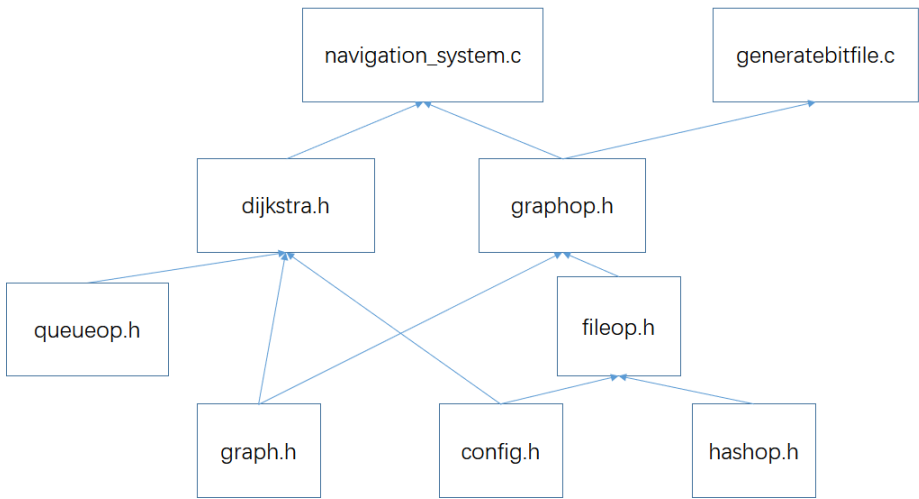 navigation_system.c
generatebitfile.c
dijkstra.h
graphop.h
queueop.h
fileop.h
graph.h
config.h
hashop.h